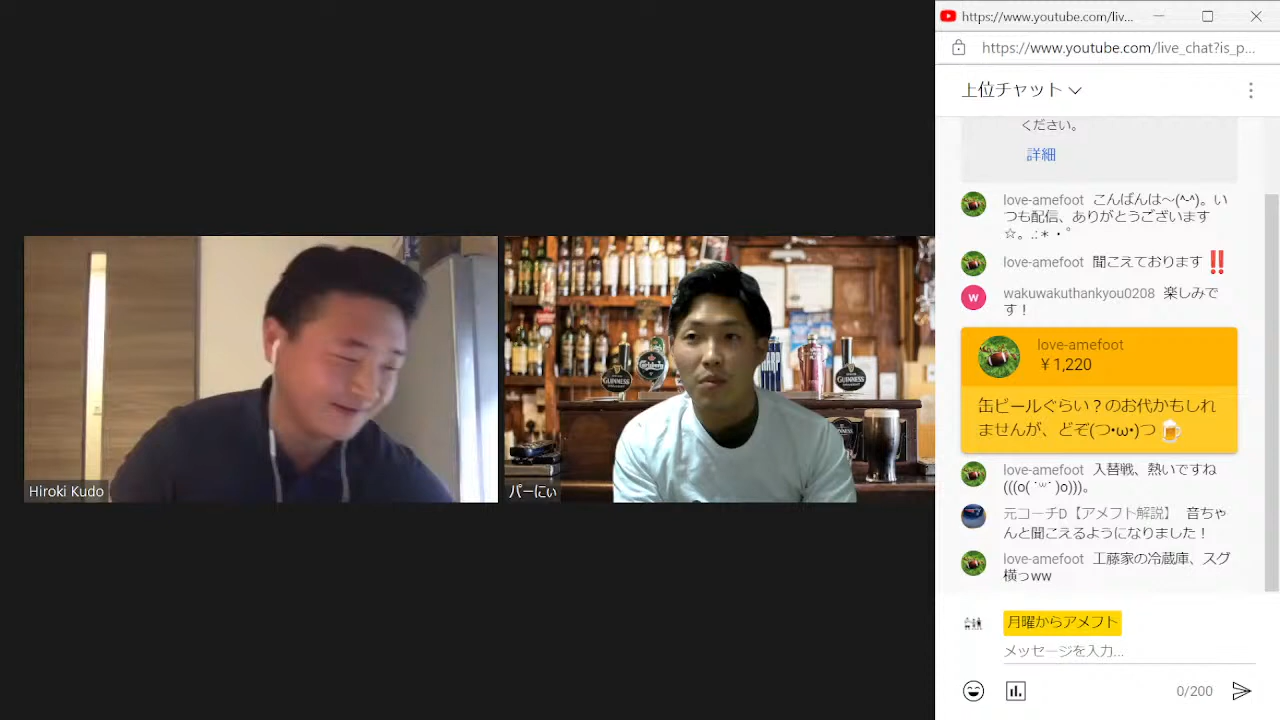 https://www.youtube.com/liv...
https://www.youtube.com/live_chat?is_p...
上位チャット
ください。
詳細
love-amefoot こんばんは～(^-^)。い
つも配信、ありがとうございます
☆。.:＊・゜
love-amefoot 聞こえております‼️
W
wakuwakuthankyou0208 楽しみで
す！
love-amefoot
￥1,220
缶ビールぐらい？のお代かもしれ
ませんが、どぞ(つ•ω•)つ🍺
love-amefoot 入替戦、熱いですね
(((o( ˙꒳˙ )o)))。
元コーチD【アメフト解説】 音ちゃ
んと聞こえるようになりました！
love-amefoot 工藤家の冷蔵庫、スグ
横っww
月曜からアメフト
メッセージを入力...
0/200
Hiroki Kudo
パーにぃ
GUINNESS
Carlsberg
GUINNESS